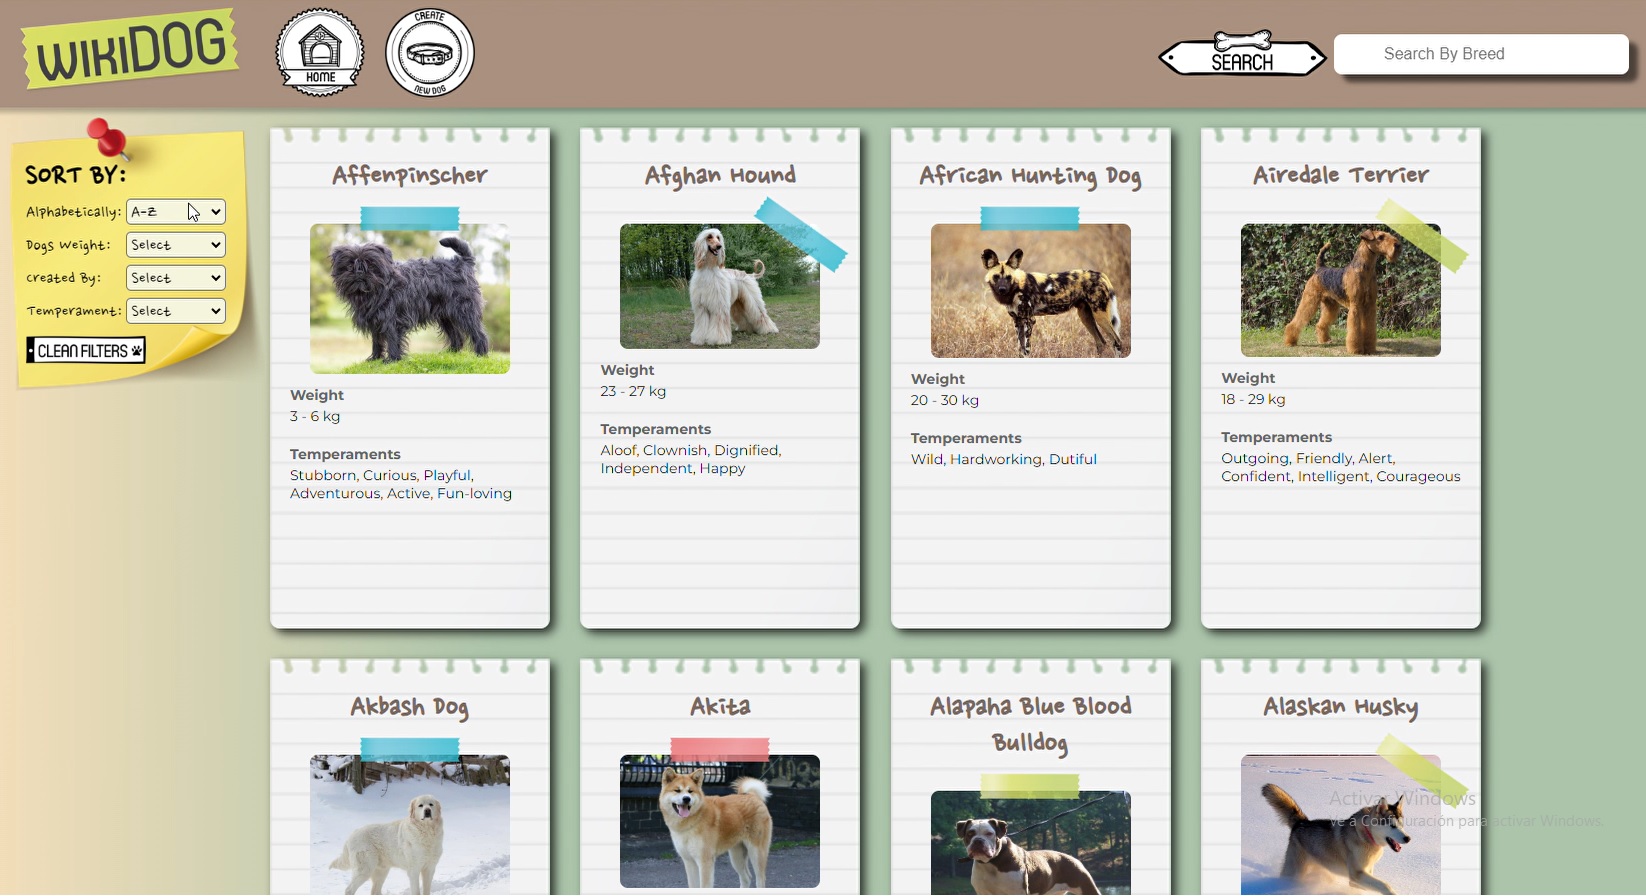 WIKIDOG
HOME
CREATE
NEW DOG
SEARCH
Search By Breed
SORT BY:
Alphabetically: A-Z
Dogs Weight: Select
Created By: Select
Temperament: Select
CLEAN FILTERS
Affenpinscher
Weight
3 - 6 kg
Temperaments
Stubborn, Curious, Playful,
Adventurous, Active, Fun-loving
Afghan Hound
Weight
23 - 27 kg
Temperaments
Aloof, Clownish, Dignified,
Independent, Happy
African Hunting Dog
Weight
20 - 30 kg
Temperaments
Wild, Hardworking, Dutiful
Airedale Terrier
Weight
18 - 29 kg
Temperaments
Outgoing, Friendly, Alert,
Confident, Intelligent, Courageous
Akbash Dog
Akita
Alapaha Blue Blood
Bulldog
Alaskan Husky
Activar Windows
Ve a Configuración para activar Windows.